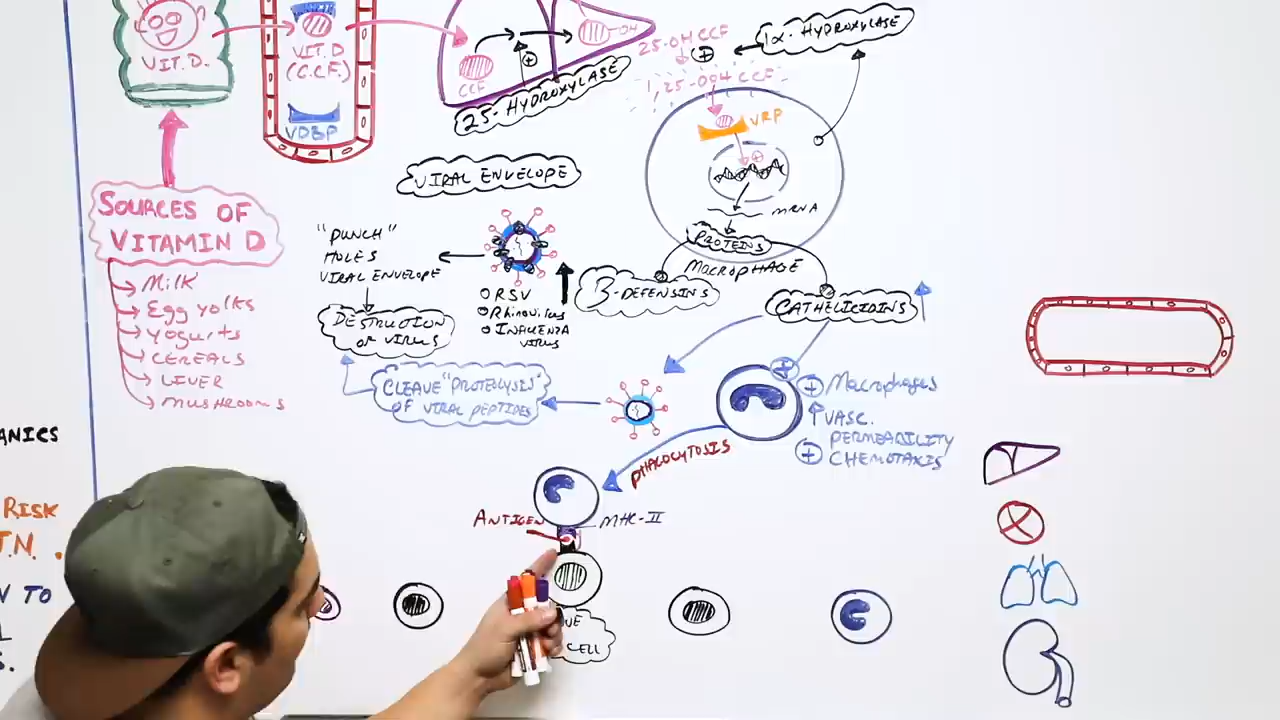 VIT. D.
VIT. D
(C.C.F.)
VDBP
CCF
OH
25-HYDROXYLASE
25-OH CCF
1α-HYDROXYLASE
1,25-OH CCF
VRP
mRNA
PROTEINS
MACROPHAGE
β-DEFENSINS
CATHELICIDINS
VIRAL ENVELOPE
"PUNCH"
HOLES
VIRAL ENVELOPE
DESTRUCTION
OF VIRUS
RSV
Rhinovirus
INFLUENZA
VIRUS
SOURCES OF
VITAMIN D
Milk
Egg yolks
yogurts
CEREALS
LIVER
MUSHROOMS
CLEAVE "PROTEOLYSIS"
OF VIRAL PEPTIDES
+ Macrophages
↑ VASC.
PERMEABILITY
+ CHEMOTAXIS
PHAGOCYTOSIS
ANTIGEN
MHC-II
CELL
ANICS
RISK
T.N.
TO